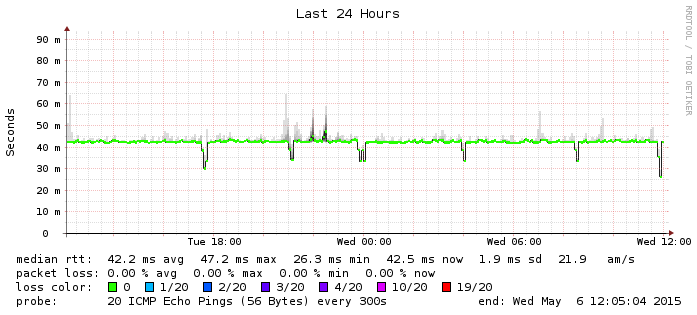 Last 24 Hours
RRDTOOL / TOBI OETIKER
Seconds
90 m
80 m
70 m
60 m
50 m
40 m
30 m
20 m
10 m
0
Tue 18:00 Wed 00:00 Wed 06:00 Wed 12:00
median rtt: 42.2 ms avg 47.2 ms max 26.3 ms min 42.5 ms now 1.9 ms sd 21.9 am/s
packet loss: 0.00 % avg 0.00 % max 0.00 % min 0.00 % now
loss color: 0 1/20 2/20 3/20 4/20 10/20 19/20
probe: 20 ICMP Echo Pings (56 Bytes) every 300s end: Wed May 6 12:05:04 2015